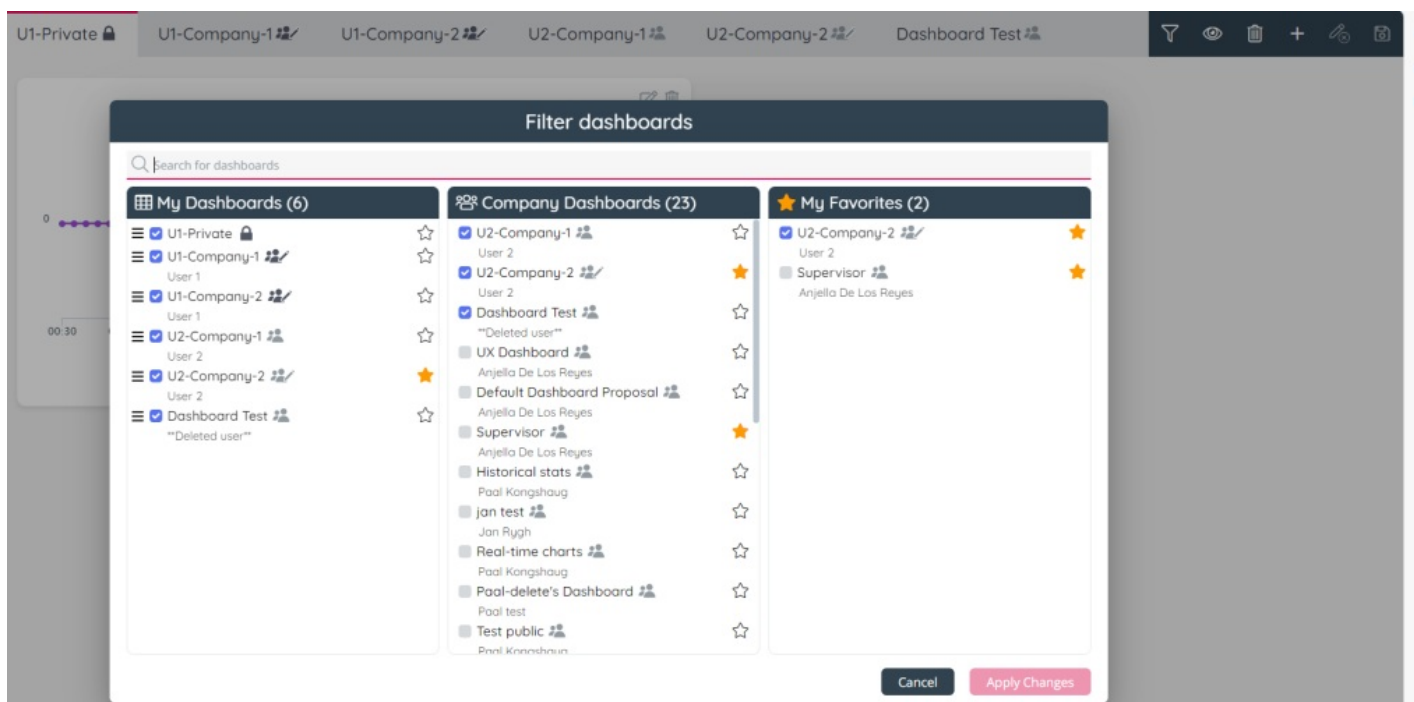 U1-Private U1-Company-1 U1-Company-2 U2-Company-1 U2-Company-2 Dashboard Test
Filter dashboards
Search for dashboards
My Dashboards (6)
U1-Private
U1-Company-1
User 1
U1-Company-2
User 1
U2-Company-1
User 2
U2-Company-2
User 2
Dashboard Test
**Deleted user**
Company Dashboards (23)
U2-Company-1
User 2
U2-Company-2
User 2
Dashboard Test
**Deleted user**
UX Dashboard
Anjella De Los Reyes
Default Dashboard Proposal
Anjella De Los Reyes
Supervisor
Anjella De Los Reyes
Historical stats
Paal Kongshaug
jan test
Jan Rygh
Real-time charts
Paal Kongshaug
Paal-delete's Dashboard
Paal test
Test public
Paal Kongshaug
My Favorites (2)
U2-Company-2
User 2
Supervisor
Anjella De Los Reyes
0
00:30
Cancel Apply Changes